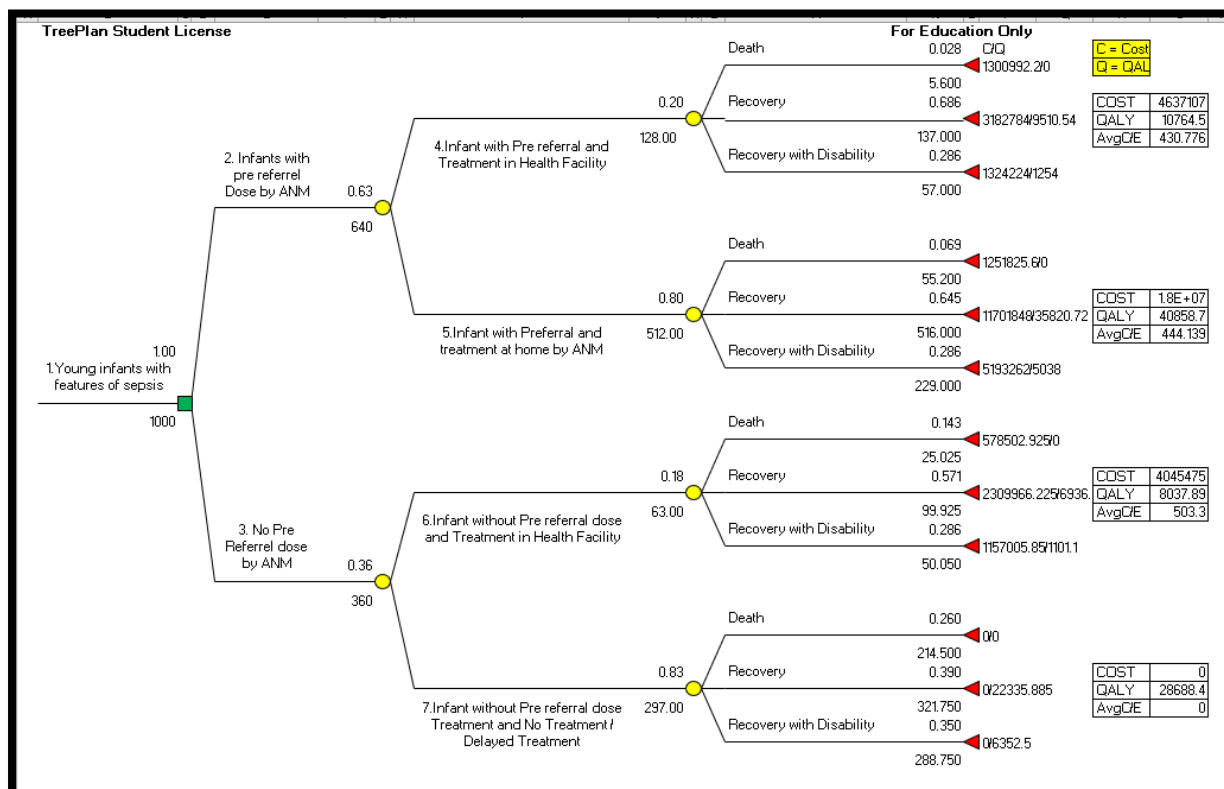 TreePlan Student License
For Education Only
C/Q
C = Cost
Q = QAL
Death
0.028
1300992.2/0
5.600
0.20
Recovery
0.686
3182784/9510.54
128.00
137.000
4.Infant with Pre referral and
Treatment in Health Facility
Recovery with Disability
0.286
1324224/1254
57.000
COST 4637107
QALY 10764.5
AvgC/E 430.776
2. Infants with
pre referrel
Dose by ANM
0.63
640
Death
0.069
1251825.6/0
55.200
0.80
Recovery
0.645
11701848/35820.72
512.00
516.000
5.Infant with Preferral and
treatment at home by ANM
Recovery with Disability
0.286
5193262/5038
229.000
COST 1.8E+07
QALY 40858.7
AvgC/E 444.139
1.00
1.Young infants with
features of sepsis
1000
Death
0.143
578502.925/0
25.025
0.18
Recovery
0.571
2309966.225/6936.
63.00
99.925
6.Infant without Pre referral dose
and Treatment in Health Facility
Recovery with Disability
0.286
1157005.85/1101.1
50.050
COST 4045475
QALY 8037.89
AvgC/E 503.3
3. No Pre
Referrel dose
by ANM
0.36
360
Death
0.260
0/0
214.500
0.83
Recovery
0.390
0/22335.885
297.00
321.750
7.Infant without Pre referral dose
Treatment and No Treatment /
Delayed Treatment
Recovery with Disability
0.350
0/6352.5
288.750
COST 0
QALY 28688.4
AvgC/E 0